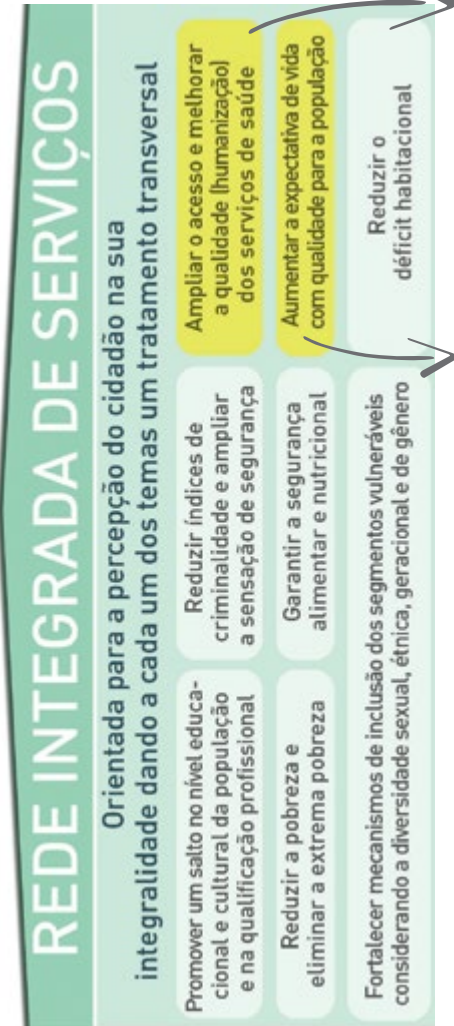 REDE INTEGRADA DE SERVIÇOS
Orientada para a percepção do cidadão na sua
integralidade dando a cada um dos temas um tratamento transversal
Promover um salto no nível educa-
cional e cultural da população
e na qualificação profissional
Reduzir índices de
criminalidade e ampliar
a sensação de segurança
Ampliar o acesso e melhorar
a qualidade (humanização)
dos serviços de saúde
Reduzir a pobreza e
eliminar a extrema pobreza
Garantir a segurança
alimentar e nutricional
Aumentar a expectativa de vida
com qualidade para a população
Fortalecer mecanismos de inclusão dos segmentos vulneráveis
considerando a diversidade sexual, étnica, geracional e de gênero
Reduzir o
déficit habitacional